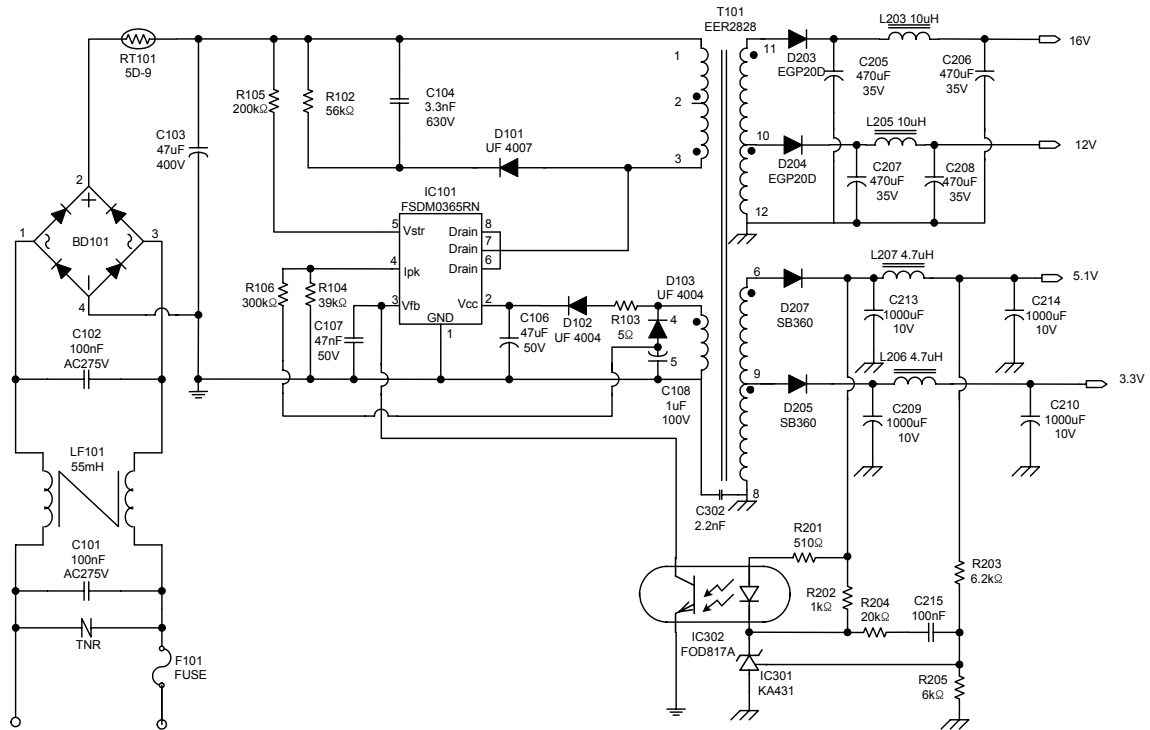 T101
EER2828
RT101
5D-9
C103
47uF
400V
R105
200kΩ
R102
56kΩ
C104
3.3nF
630V
D101
UF 4007
1
2
3
11
10
12
D203
EGP20D
L203 10uH
C205
470uF
35V
C206
470uF
35V
16V
D204
EGP20D
L205 10uH
C207
470uF
35V
C208
470uF
35V
12V
2
1
3
4
BD101
IC101
FSDM0365RN
5
Vstr
4
Ipk
3
Vfb
Drain
8
Drain
7
Drain
6
Vcc
2
GND
1
R106
300kΩ
R104
39kΩ
C107
47nF
50V
C106
47uF
50V
D102
UF 4004
R103
5Ω
D103
UF 4004
4
5
C108
1uF
100V
6
9
8
D207
SB360
L207 4.7uH
C213
1000uF
10V
C214
1000uF
10V
5.1V
D205
SB360
L206 4.7uH
C209
1000uF
10V
C210
1000uF
10V
3.3V
C302
2.2nF
C102
100nF
AC275V
LF101
55mH
C101
100nF
AC275V
TNR
F101
FUSE
R201
510Ω
R202
1kΩ
R204
20kΩ
C215
100nF
R203
6.2kΩ
R205
6kΩ
IC302
FOD817A
IC301
KA431